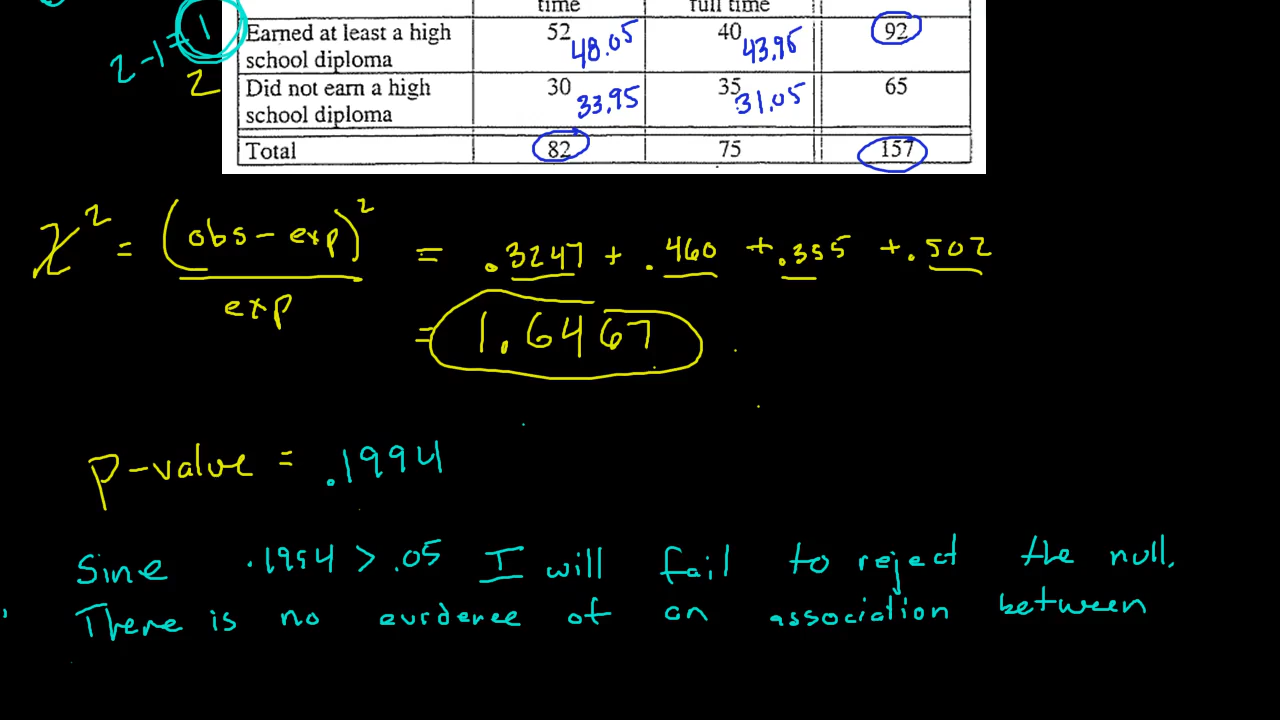 time full time
2-1=1
2
Earned at least a high school diploma 52 48.05 40 43.95 92
Did not earn a high school diploma 30 33.95 35 31.05 65
Total 82 75 157
χ² = (obs - exp)² / exp = .3247 + .460 + .355 + .502
= 1.6467
p-value = .1994
Sine .1994 > .05 I will fail to reject the null.
There is no evidence of an association between